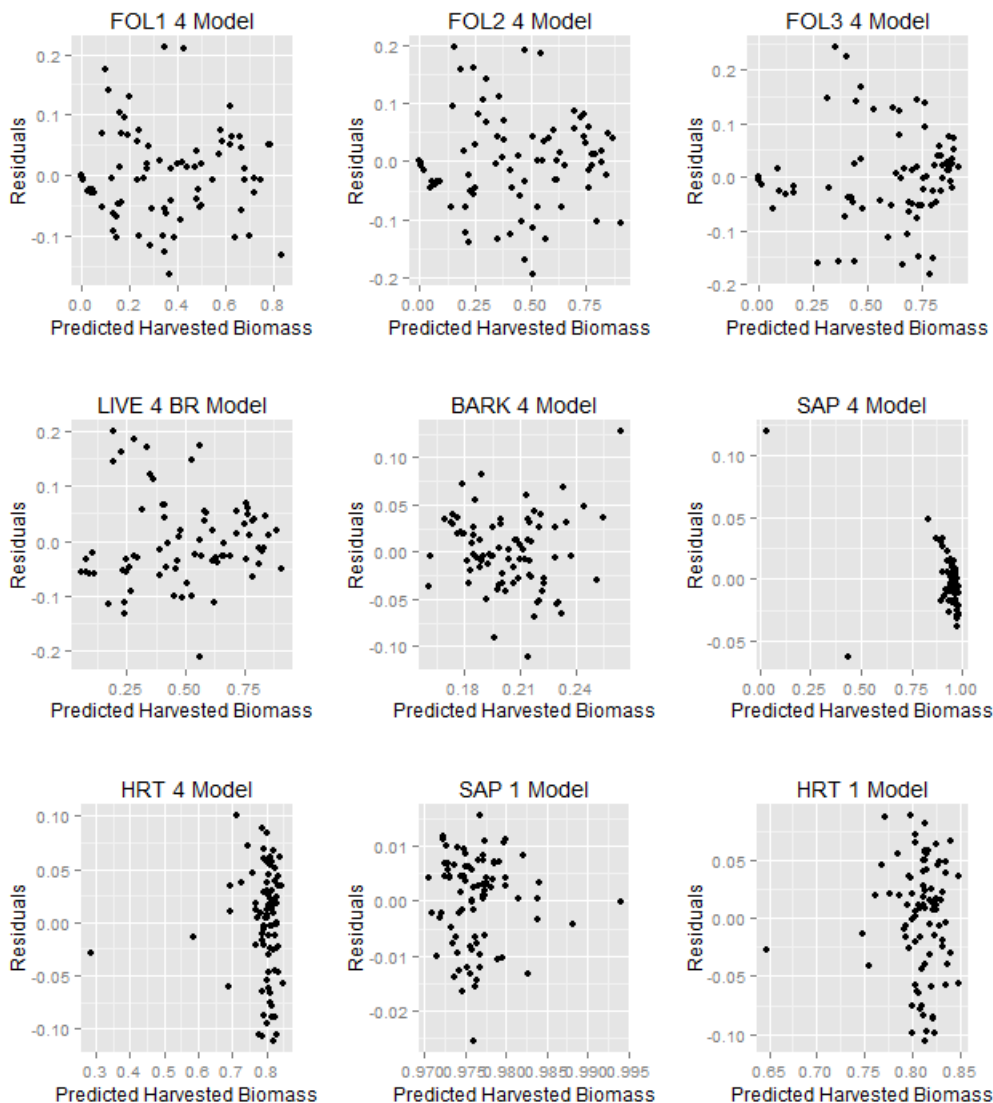 FOL1 4 Model
FOL2 4 Model
FOL3 4 Model
Residuals
0.2
0.1
0.0
-0.1
0.0 0.2 0.4 0.6 0.8
Predicted Harvested Biomass
Residuals
0.2
0.1
0.0
-0.1
-0.2
0.00 0.25 0.50 0.75
Predicted Harvested Biomass
Residuals
0.2
0.1
0.0
-0.1
-0.2
0.00 0.25 0.50 0.75
Predicted Harvested Biomass
LIVE 4 BR Model
BARK 4 Model
SAP 4 Model
Residuals
0.2
0.1
0.0
-0.1
-0.2
0.25 0.50 0.75
Predicted Harvested Biomass
Residuals
0.10
0.05
0.00
-0.05
-0.10
0.18 0.21 0.24
Predicted Harvested Biomass
Residuals
0.10
0.05
0.00
-0.05
0.00 0.25 0.50 0.75 1.00
Predicted Harvested Biomass
HRT 4 Model
SAP 1 Model
HRT 1 Model
Residuals
0.10
0.05
0.00
-0.05
-0.10
0.3 0.4 0.5 0.6 0.7 0.8
Predicted Harvested Biomass
Residuals
0.01
0.00
-0.01
-0.02
0.970 0.975 0.980 0.985 0.990 0.995
Predicted Harvested Biomass
Residuals
0.05
0.00
-0.05
-0.10
0.65 0.70 0.75 0.80 0.85
Predicted Harvested Biomass